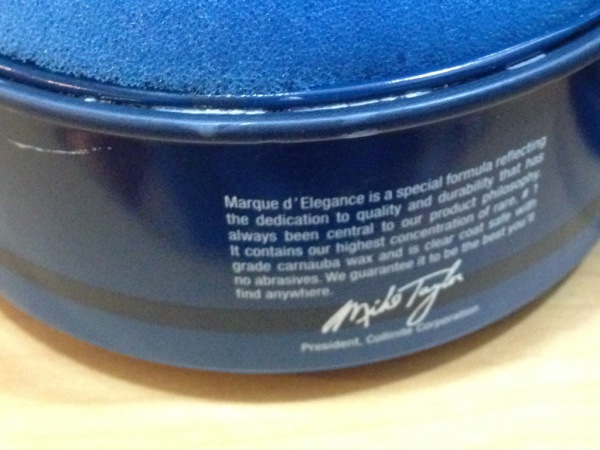 Marque d' Elegance is a special formula reflecting
the dedication to quality and durability that has
always been central to our product philosophy.
It contains our highest concentration of rare, # 1
grade carnauba wax and is clear coat safe with
no abrasives. We guarantee it to be the best you'll
find anywhere.
Mike Taylor
President, Collinite Corporation